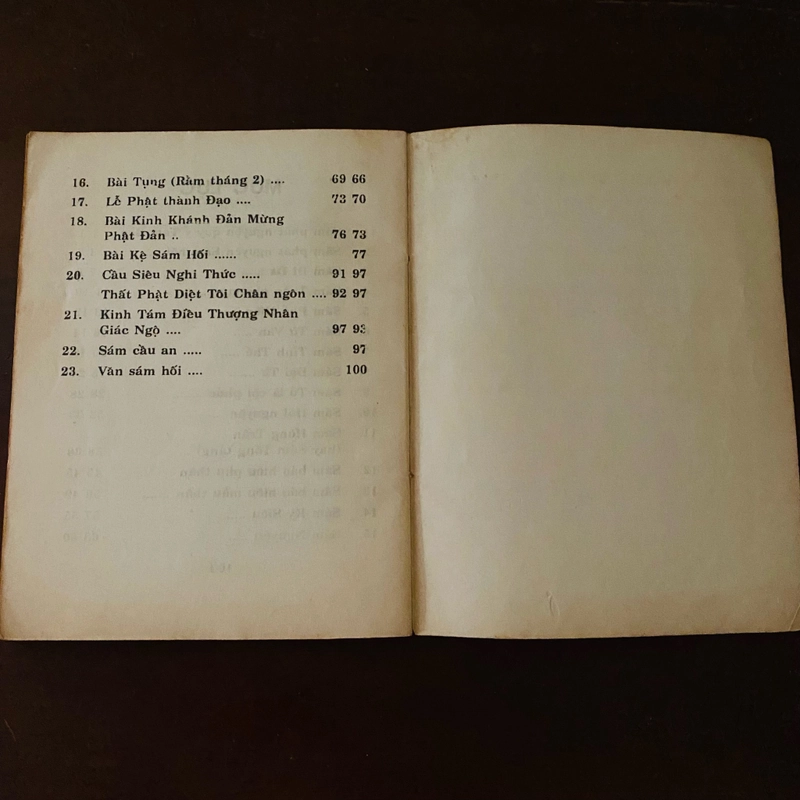 16. Bài Tụng (Rằm tháng 2) .... 69 66
17. Lễ Phật thành Đạo .... 73 70
18. Bài Kinh Khánh Đản Mừng
Phật Đản .. 76 73
19. Bài Kệ Sám Hối ...... 77
20. Cầu Siêu Nghi Thức ..... 91 97
Thất Phật Diệt Tôi Chân ngôn .... 92 97
21. Kinh Tám Điều Thượng Nhân
Giác Ngộ .... 97 93
22. Sám cầu an ..... 97
23. Văn sám hối .... 100